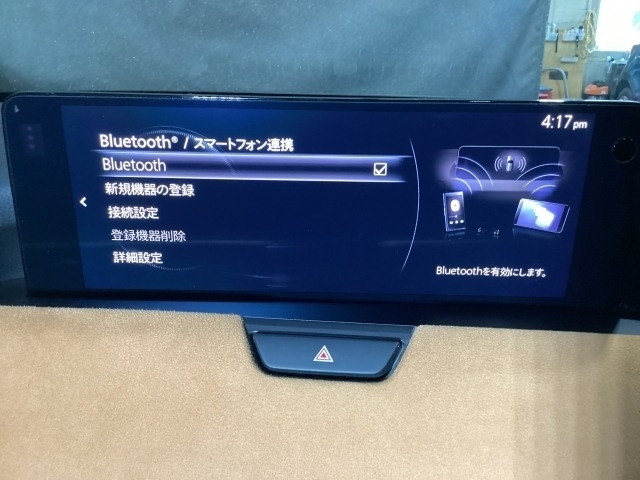 4:17pm
Bluetooth® / スマートフォン連携
Bluetooth
新規機器の登録
接続設定
登録機器削除
詳細設定
Bluetoothを有効にします。